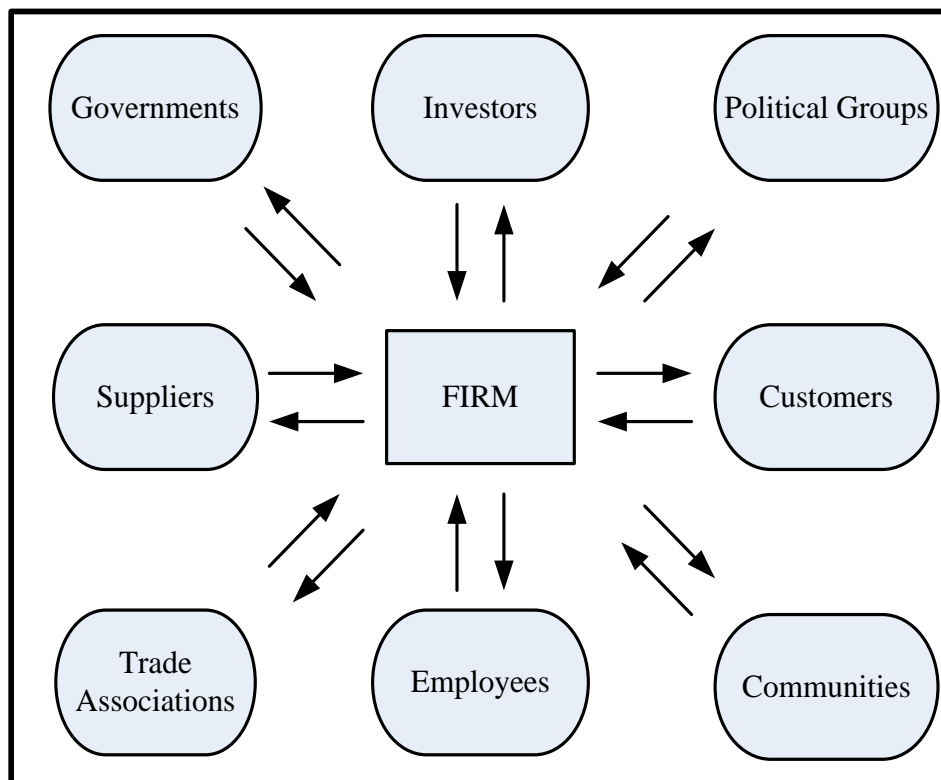 Governments
Investors
Political Groups
Suppliers
FIRM
Customers
Trade
Associations
Employees
Communities